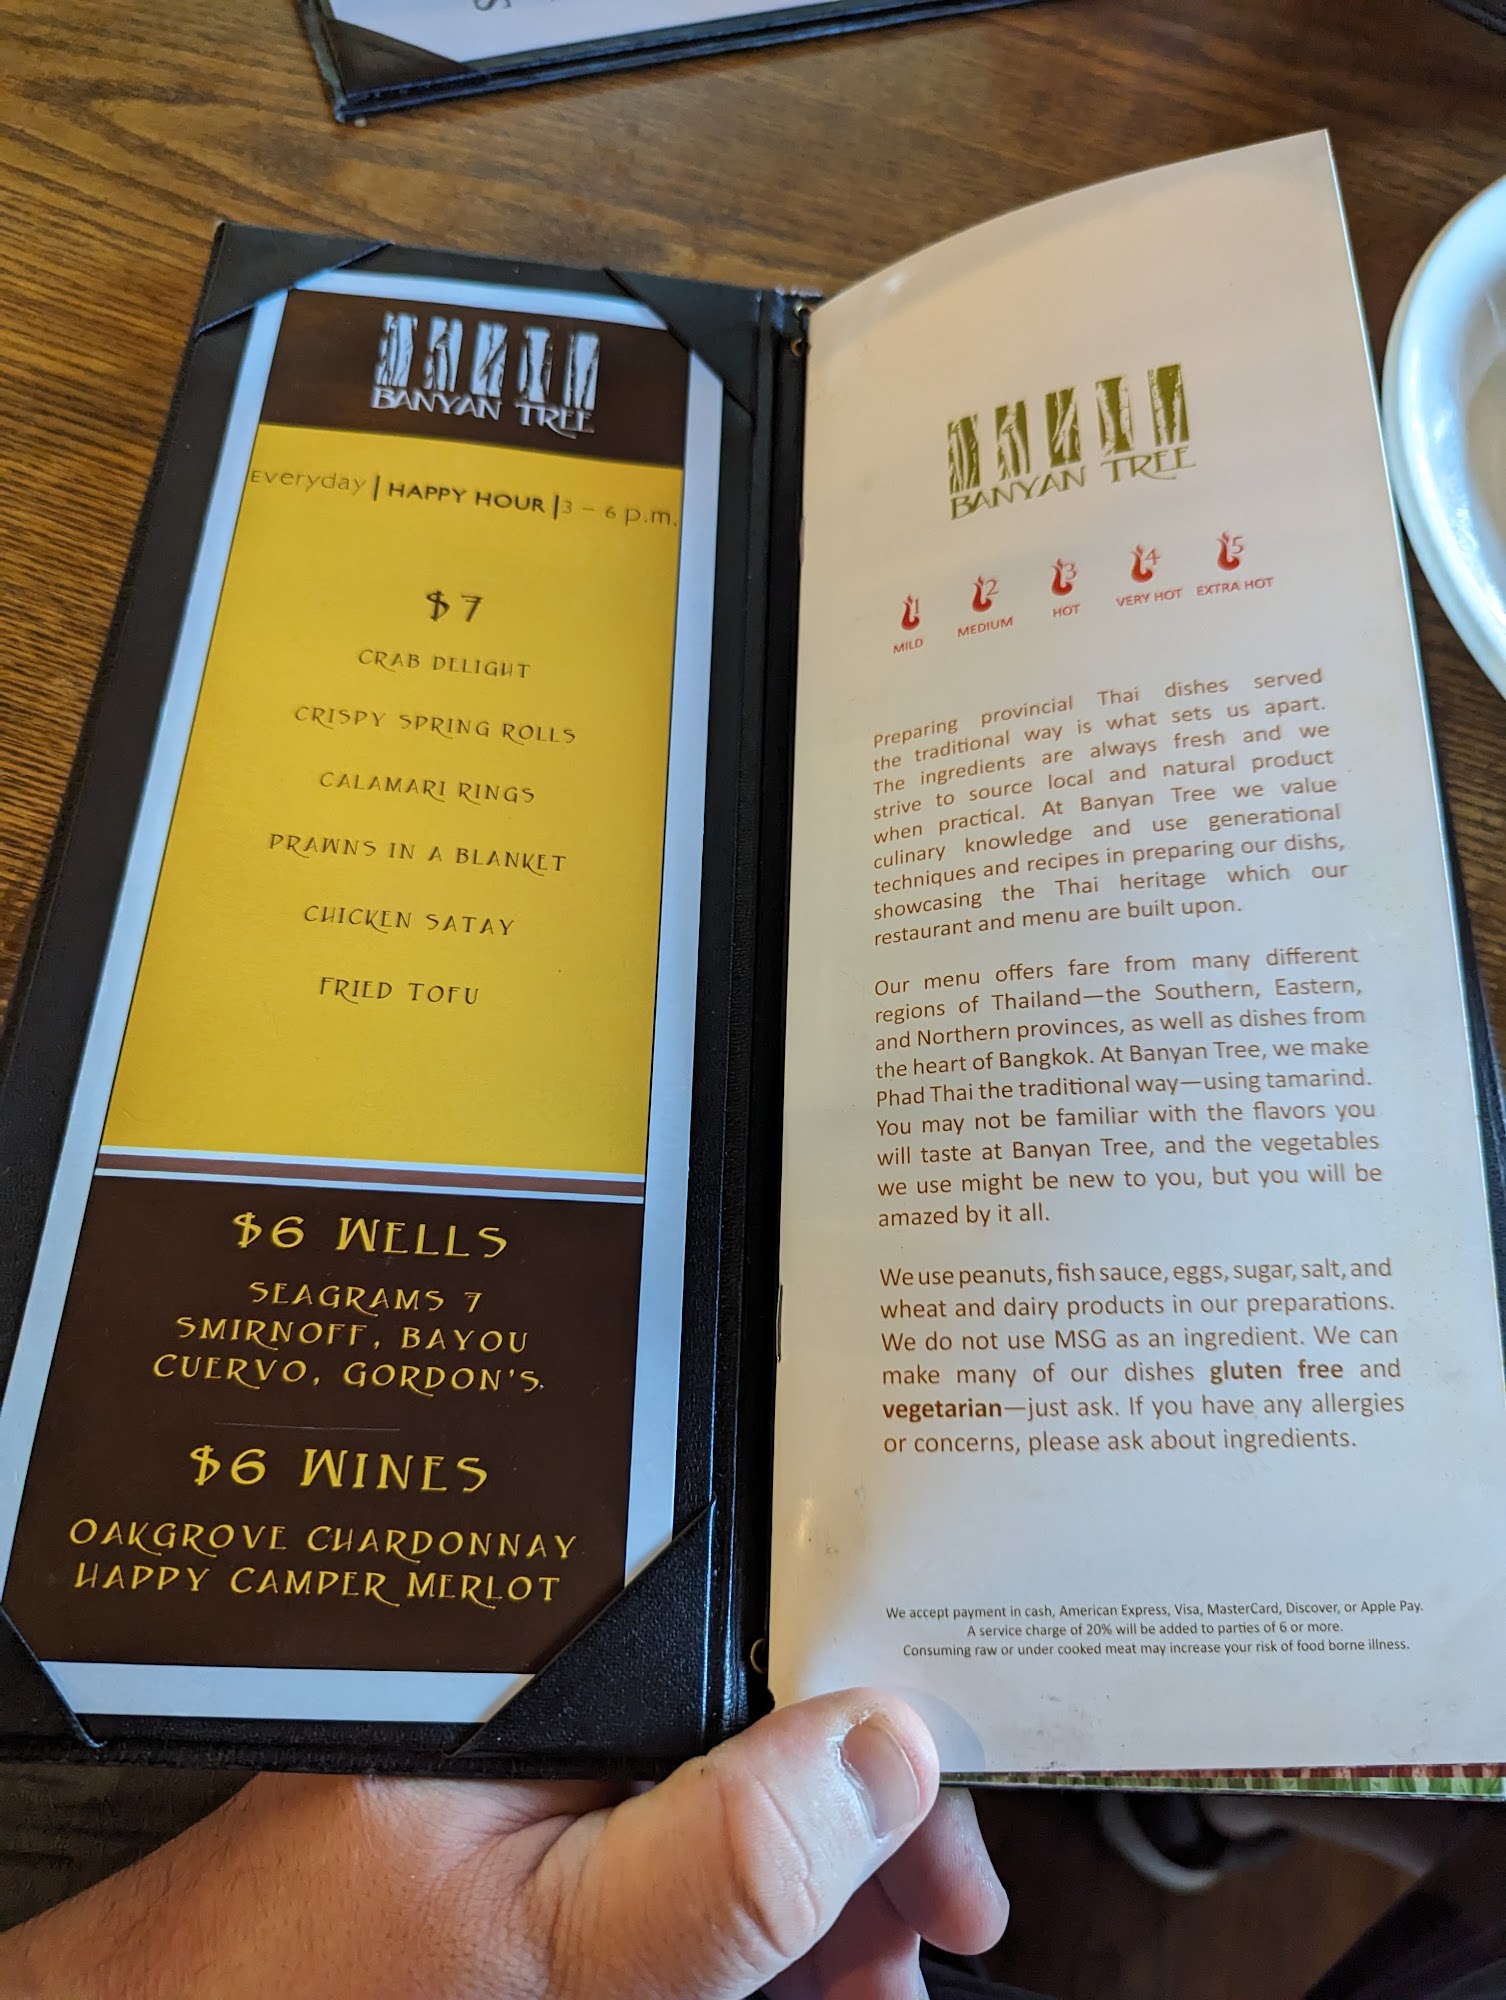 BANYAN TREE
Everyday | HAPPY HOUR | 3 – 6 p.m.
$7
CRAB DELIGHT
CRISPY SPRING ROLLS
CALAMARI RINGS
PRAWNS IN A BLANKET
CHICKEN SATAY
FRIED TOFU
$6 WELLS
SEAGRAMS 7
SMIRNOFF, BAYOU
CUERVO, GORDON'S.
$6 WINES
OAKGROVE CHARDONNAY
HAPPY CAMPER MERLOT
BANYAN TREE
1 2 3 4 5
MILD MEDIUM HOT VERY HOT EXTRA HOT
Preparing provincial Thai dishes served
the traditional way is what sets us apart.
The ingredients are always fresh and we
strive to source local and natural product
when practical. At Banyan Tree we value
culinary knowledge and use generational
techniques and recipes in preparing our dishs,
showcasing the Thai heritage which our
restaurant and menu are built upon.
Our menu offers fare from many different
regions of Thailand—the Southern, Eastern,
and Northern provinces, as well as dishes from
the heart of Bangkok. At Banyan Tree, we make
Phad Thai the traditional way—using tamarind.
You may not be familiar with the flavors you
will taste at Banyan Tree, and the vegetables
we use might be new to you, but you will be
amazed by it all.
We use peanuts, fish sauce, eggs, sugar, salt, and
wheat and dairy products in our preparations.
We do not use MSG as an ingredient. We can
make many of our dishes gluten free and
vegetarian—just ask. If you have any allergies
or concerns, please ask about ingredients.
We accept payment in cash, American Express, Visa, MasterCard, Discover, or Apple Pay.
A service charge of 20% will be added to parties of 6 or more.
Consuming raw or under cooked meat may increase your risk of food borne illness.